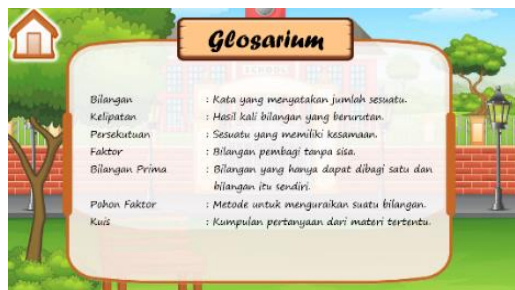 Glosarium
Bilangan : Kata yang menyatakan jumlah sesuatu.
Kelipatan : Hasil kali bilangan yang berurutan.
Persekutuan : Sesuatu yang memiliki kesamaan.
Faktor : Bilangan pembagi tanpa sisa.
Bilangan Prima : Bilangan yang hanya dapat dibagi satu dan
bilangan itu sendiri.
Pohon Faktor : Metode untuk menguraikan suatu bilangan.
Kuis : Kumpulan pertanyaan dari materi tertentu.